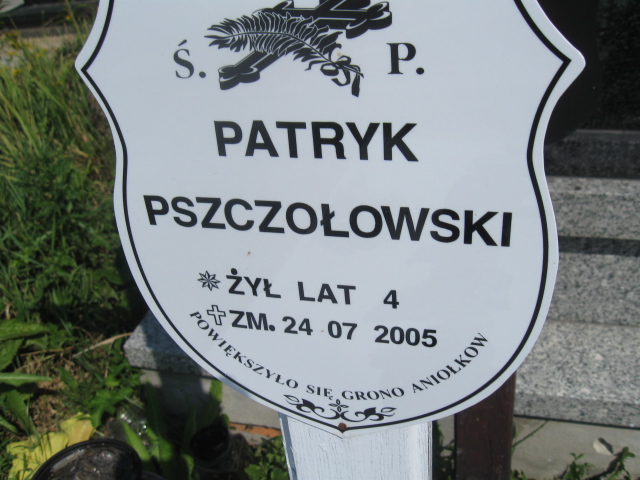 Ś. P.
PATRYK
PSZCZOŁOWSKI
ŻYŁ LAT 4
ZM. 24 07 2005
POWIĘKSZYŁO SIĘ GRONO ANIOŁKÓW